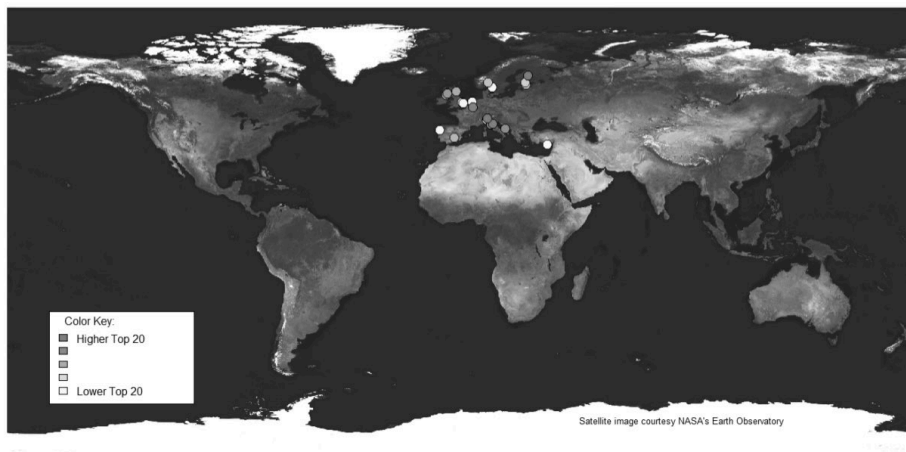 Color Key:
Higher Top 20
Lower Top 20
Satellite image courtesy NASA's Earth Observatory